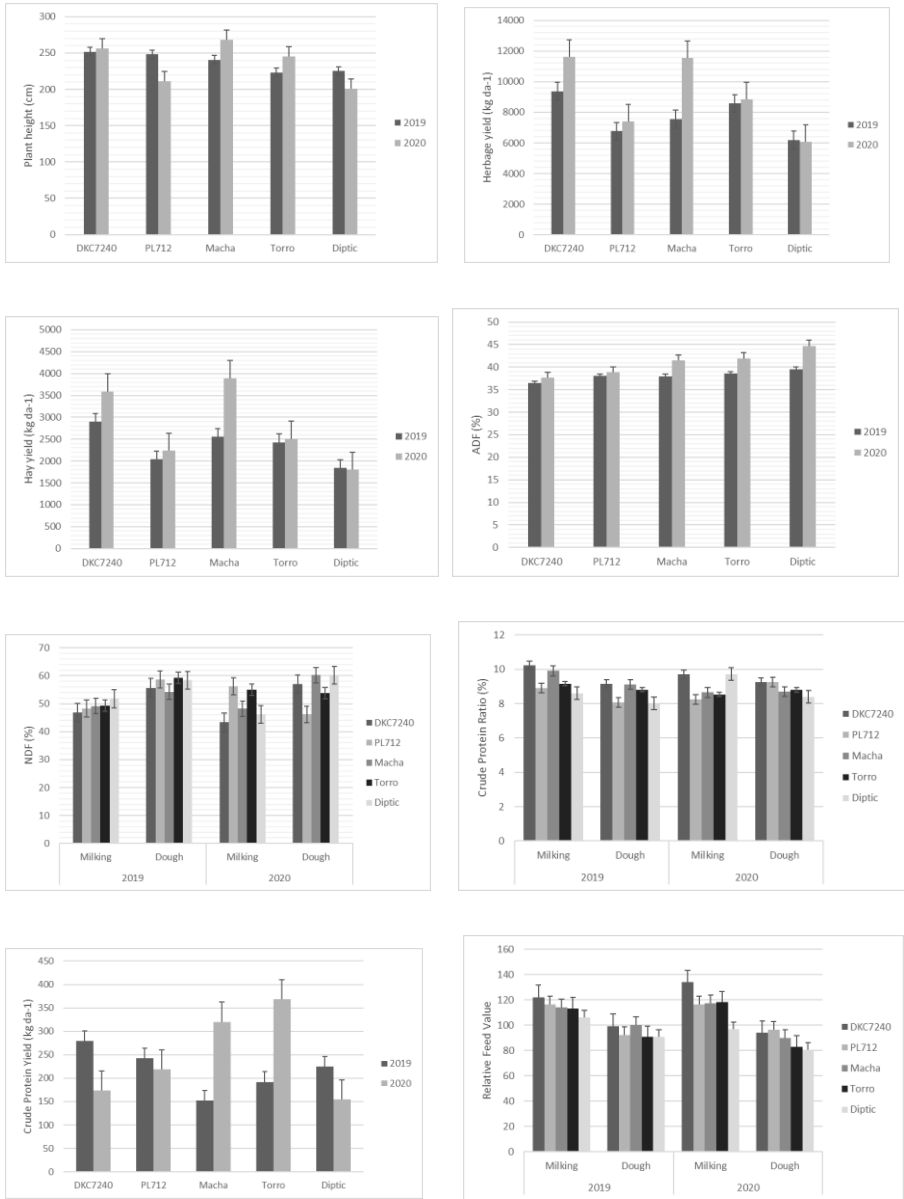 Plant height (cm)
300
250
200
150
100
50
0
DKC7240 PL712 Macha Torro Diptic
2019
2020
Herbage yield (kg da-1)
14000
12000
10000
8000
6000
4000
2000
0
DKC7240 PL712 Macha Torro Diptic
2019
2020
Hay yield (kg da-1)
5000
4500
4000
3500
3000
2500
2000
1500
1000
500
0
DKC7240 PL712 Macha Torro Diptic
2019
2020
ADF (%)
50
45
40
35
30
25
20
15
10
5
0
DKC7240 PL712 Macha Torro Diptic
2019
2020
NDF (%)
70
60
50
40
30
20
10
0
Milking Dough Milking Dough
2019 2020
DKC7240
PL712
Macha
Torro
Diptic
Crude Protein Ratio (%)
12
10
8
6
4
2
0
Milking Dough Milking Dough
2019 2020
DKC7240
PL712
Macha
Torro
Diptic
Crude Protein Yield (kg da-1)
450
400
350
300
250
200
150
100
50
0
DKC7240 PL712 Macha Torro Diptic
2019
2020
Relative Feed Value
160
140
120
100
80
60
40
20
0
Milking Dough Milking Dough
2019 2020
DKC7240
PL712
Macha
Torro
Diptic